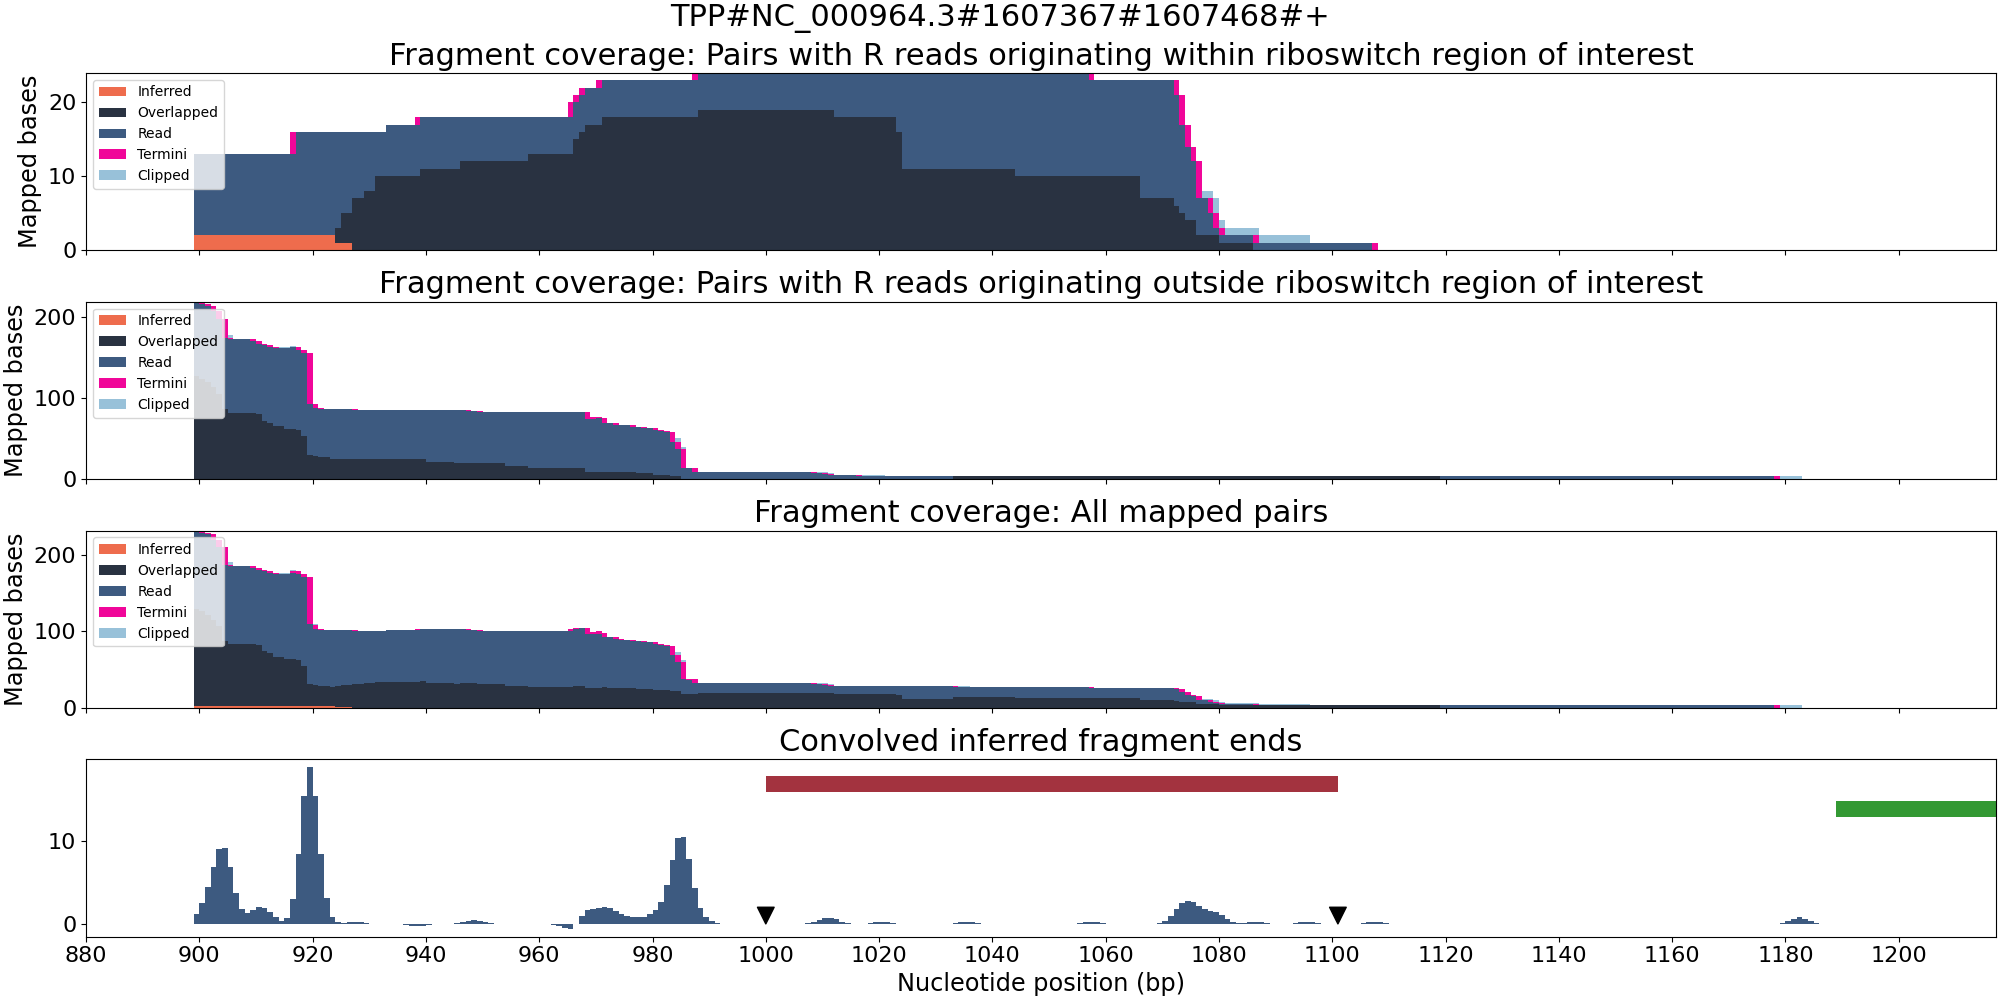 TPP#NC_000964.3#1607367#1607468#+
Fragment coverage: Pairs with R reads originating within riboswitch region of interest
Mapped bases
20
10
0
Inferred
Overlapped
Read
Termini
Clipped
Fragment coverage: Pairs with R reads originating outside riboswitch region of interest
Mapped bases
200
100
0
Inferred
Overlapped
Read
Termini
Clipped
Fragment coverage: All mapped pairs
Mapped bases
200
100
0
Inferred
Overlapped
Read
Termini
Clipped
Convolved inferred fragment ends
10
0
880 900 920 940 960 980 1000 1020 1040 1060 1080 1100 1120 1140 1160 1180 1200
Nucleotide position (bp)